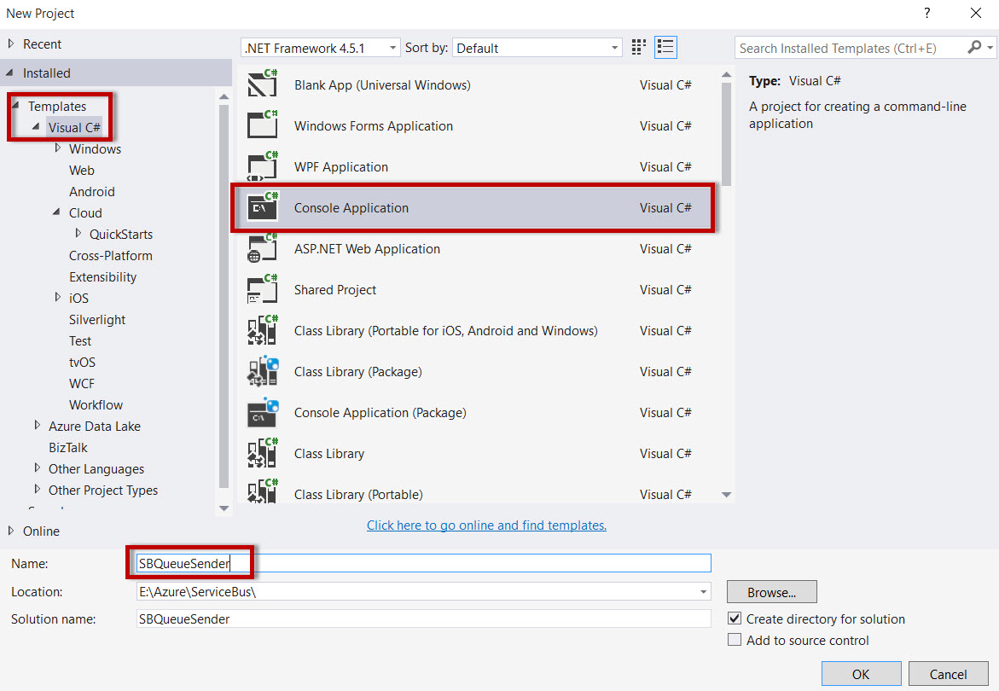 New Project
?
Recent
Installed
Templates
Visual C#
Windows
Web
Android
Cloud
QuickStarts
Cross-Platform
Extensibility
iOS
Silverlight
Test
tvOS
WCF
Workflow
Azure Data Lake
BizTalk
Other Languages
Other Project Types
Online
.NET Framework 4.5.1
Sort by: Default
Search Installed Templates (Ctrl+E)
Blank App (Universal Windows) Visual C#
Windows Forms Application Visual C#
WPF Application Visual C#
Console Application Visual C#
ASP.NET Web Application Visual C#
Shared Project Visual C#
Class Library (Portable for iOS, Android and Windows) Visual C#
Class Library (Package) Visual C#
Console Application (Package) Visual C#
Class Library Visual C#
Class Library (Portable) Visual C#
Click here to go online and find templates.
Type: Visual C#
A project for creating a command-line
application
Name: SBQueueSender
Location: E:\Azure\ServiceBus\
Browse...
Solution name: SBQueueSender
Create directory for solution
Add to source control
OK
Cancel